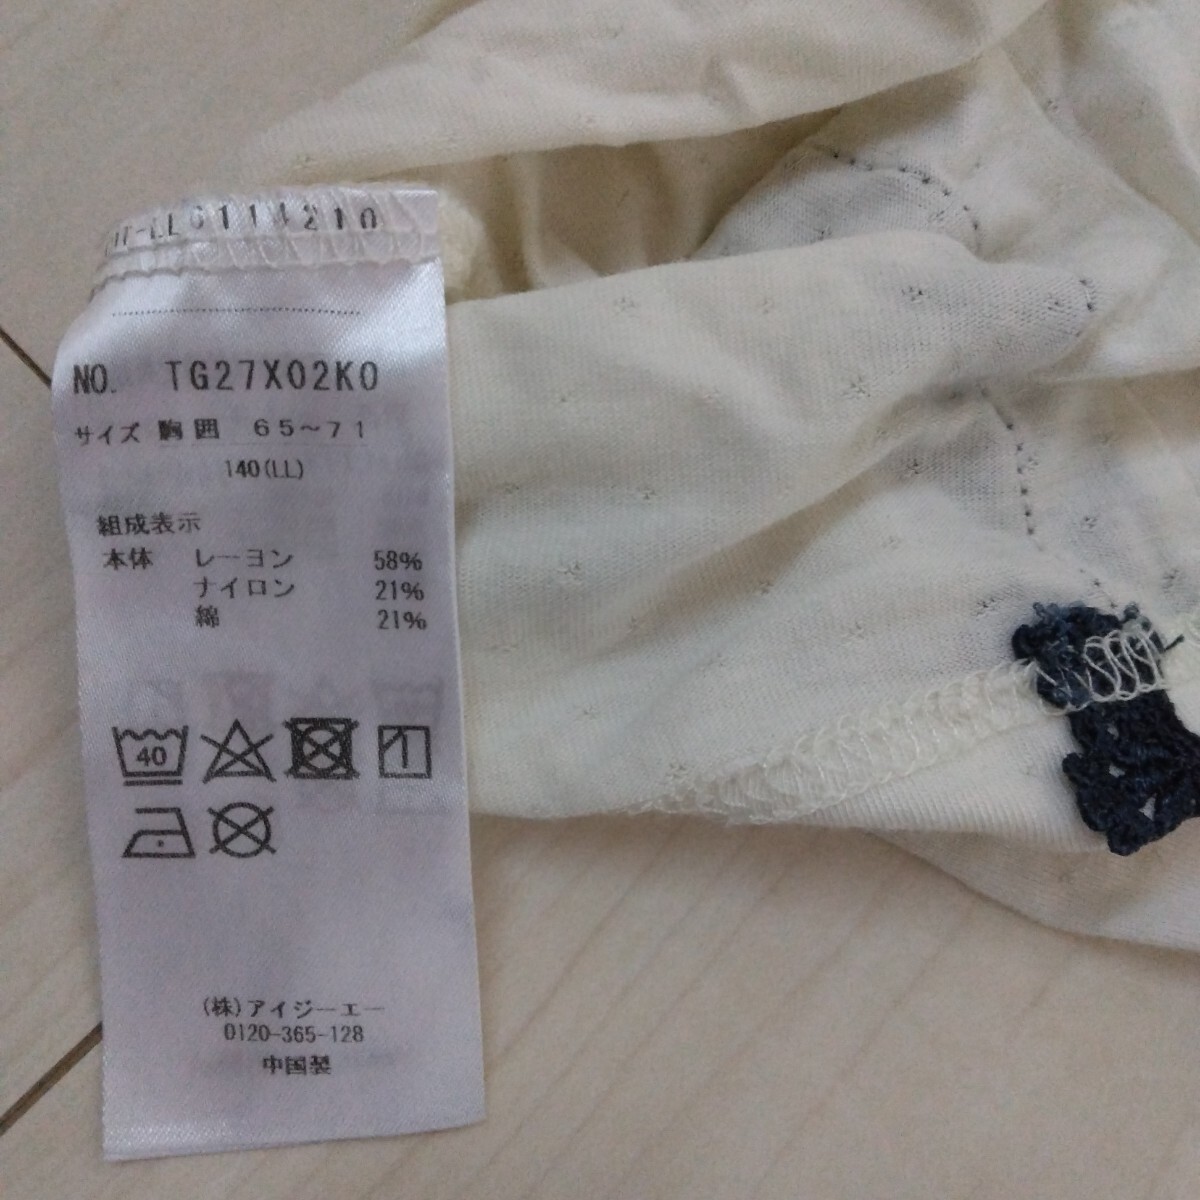 6114210
NO. TG27X02K0
サイズ 胸囲 65~71
140(LL)
組成表示
本体 レーヨン 58%
ナイロン 21%
綿 21%
40
(株)アイジーエー
0120-365-128
中国製